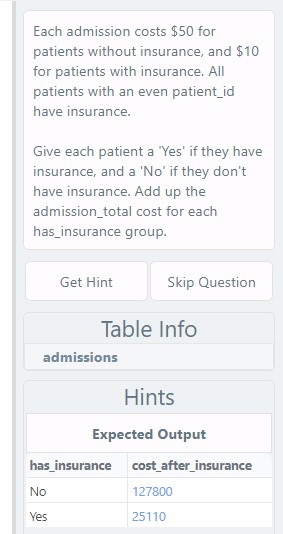 Each admission costs $50 for
patients without insurance, and $10
for patients with insurance. All
patients with an even patient_id
have insurance.
Give each patient a 'Yes' if they have
insurance, and a 'No' if they don't
have insurance. Add up the
admission_total cost for each
has_insurance group.
Get Hint Skip Question
Table Info
admissions
Hints
Expected Output
has_insurance cost_after_insurance
No 127800
Yes 25110